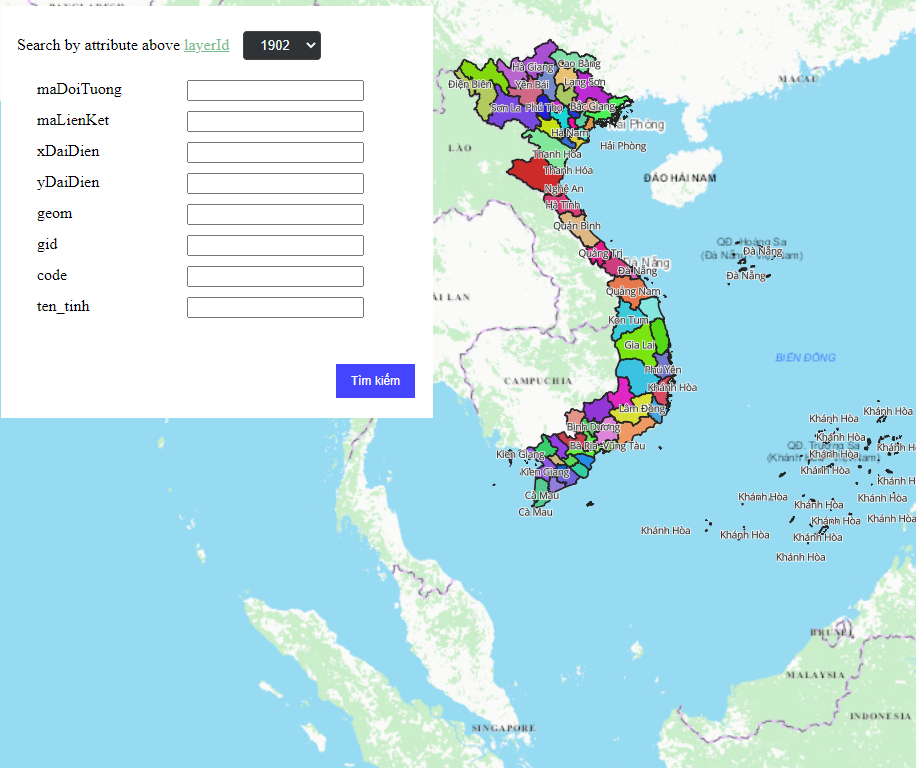 Search by attribute above layerId 1902
maDoiTuong
maLienKet
xDaiDien
yDaiDien
geom
gid
code
ten_tinh
Tìm kiếm
MACAU
Hà Giang
Cao Bằng
Điện Biên
Yên Bái
Lạng Sơn
Sơn La
Phú Thọ
Bắc Giang
Hải Phòng
Hà Nam
Hải Phòng
LÀO
Thanh Hóa
Thanh Hóa
ĐẢO HẢI NAM
Nghệ An
Hà Tĩnh
Quản Bình
QĐ. Hoàng Sa
(Đà Nẵng - Việt Nam)
Đà Nẵng
Quảng Trị
Đà Nẵng
Đà Nẵng
Đà Nẵng
Quảng Nam
ÁI LAN
Kon Tum
Gia Lai
BIỂN ĐÔNG
Phú Yên
CAMPUCHIA
Khánh Hòa
Lâm Đồng
Khánh Hòa
Khánh Hòa
Bình Dương
Khánh Hòa
Bà Rịa -Vũng Tàu
QĐ. Trường Sa
Khánh H
Kiên Giang
Khánh Hòa
(Khánh Hòa - Việt Nam)
Kiên Giang
Khánh Hòa
Khánh H
Cà Mau
Khánh Hòa
Khánh Hòa
Khánh Hòa
Cà Mau
Khánh Hòa
Khánh Hòa
Khánh Hòa
Khánh Hòa
Khánh Hòa
Khánh Hòa
BRUNEI
MALAYSIA
INDONESIA
SINGAPORE